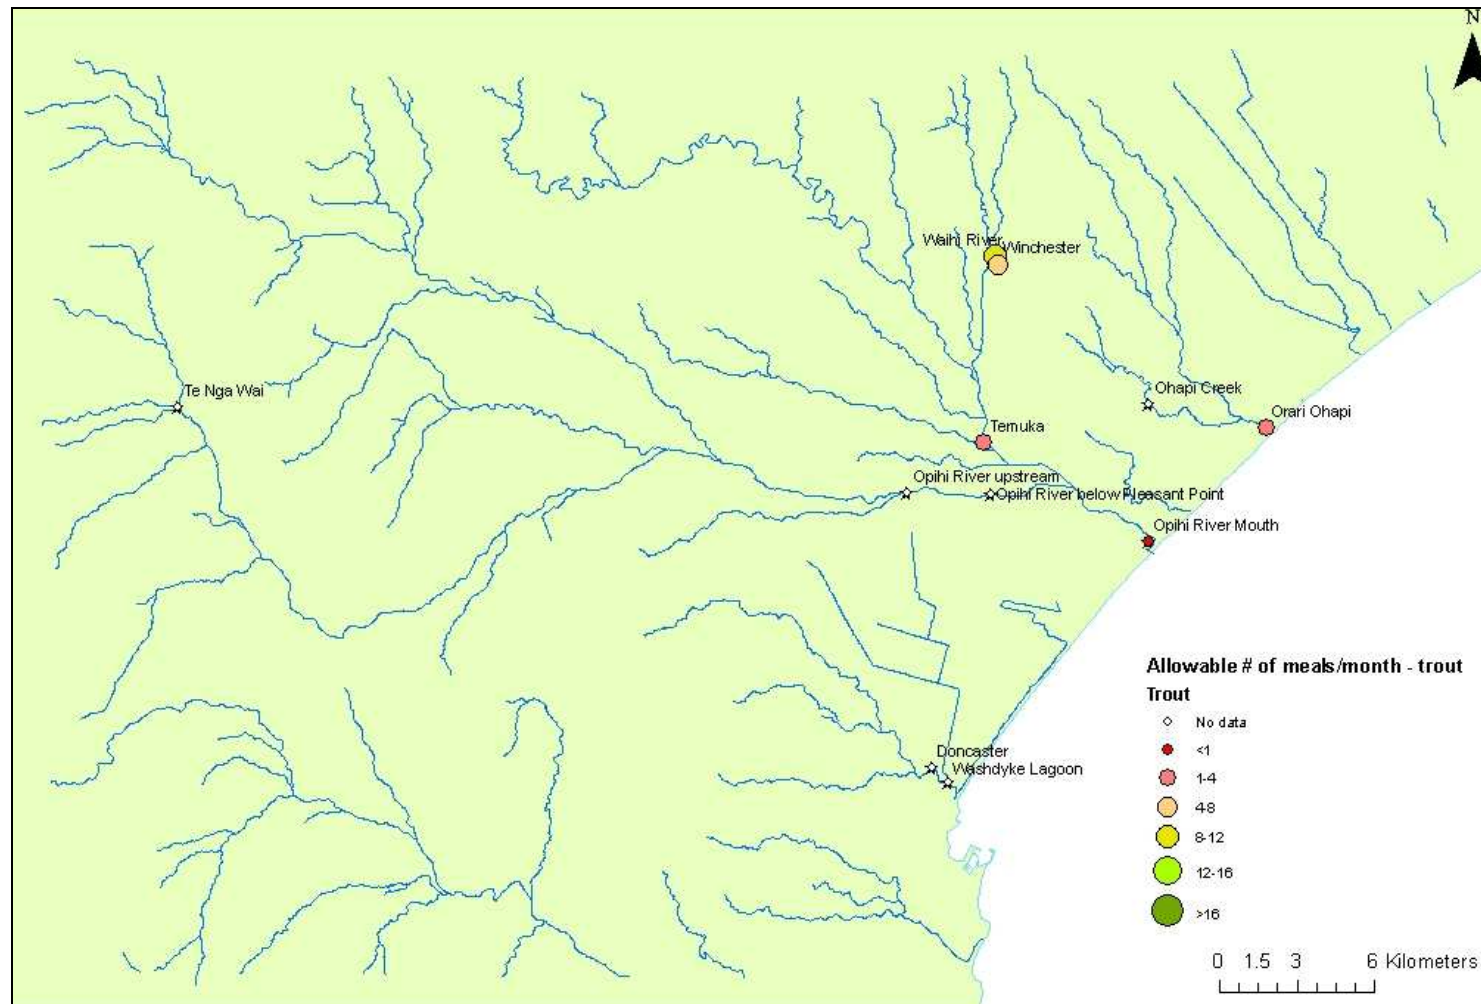 N
Waihi River
Winchester
Te Nga Wai
Ohapi Creek
Orari Ohapi
Temuka
Opihi River upstream
Opihi River below Pleasant Point
Opihi River Mouth
Doncaster
Washdyke Lagoon
Allowable # of meals/month - trout
Trout
No data
<1
1-4
4-8
8-12
12-16
>16
0 1.5 3 6 Kilometers